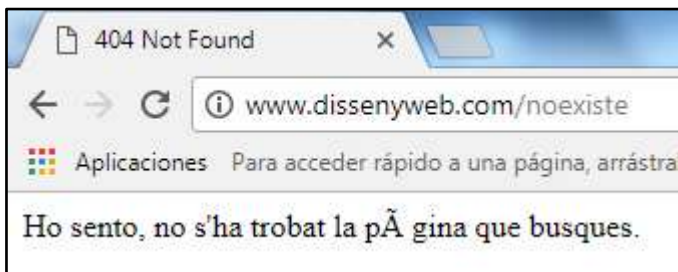 404 Not Found
www.dissenyweb.com/noexiste
Aplicaciones Para acceder rápido a una página, arrástra
Ho sento, no s'ha trobat la pÃ gina que busques.